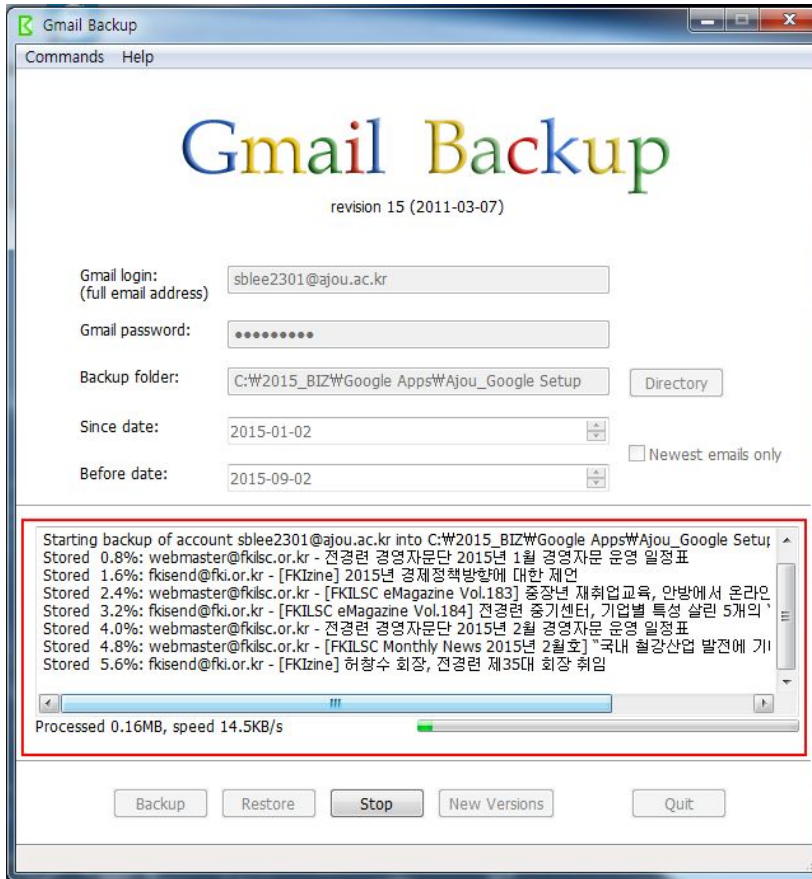 Gmail Backup
Commands Help
Gmail Backup
revision 15 (2011-03-07)
Gmail login:
(full email address)
sblee2301@ajou.ac.kr
Gmail password:
●●●●●●●●●
Backup folder:
C:₩2015_BIZ₩Google Apps₩Ajou_Google Setup
Directory
Since date:
2015-01-02
Newest emails only
Before date:
2015-09-02
Starting backup of account sblee2301@ajou.ac.kr into C:₩2015_BIZ₩Google Apps₩Ajou_Google Setup
Stored 0.8%: webmaster@fkilsc.or.kr - 전경련 경영자문단 2015년 1월 경영자문 운영 일정표
Stored 1.6%: fkisend@fki.or.kr - [FKIzine] 2015년 경제정책방향에 대한 제언
Stored 2.4%: webmaster@fkilsc.or.kr - [FKILSC eMagazine Vol.183] 중장년 재취업교육, 안방에서 온라인
Stored 3.2%: webmaster@fkilsc.or.kr - [FKILSC eMagazine Vol.184] 전경련 중기센터, 기업별 특성 살린 5개의
Stored 4.0%: webmaster@fkilsc.or.kr - 전경련 경영자문단 2015년 2월 경영자문 운영 일정표
Stored 4.8%: webmaster@fkilsc.or.kr - [FKILSC Monthly News 2015년 2월호] "국내 철강산업 발전에
Stored 5.6%: fkisend@fki.or.kr - [FKIzine] 허창수 회장, 전경련 제35대 회장 취임
Processed 0.16MB, speed 14.5KB/s
Backup Restore Stop New Versions Quit